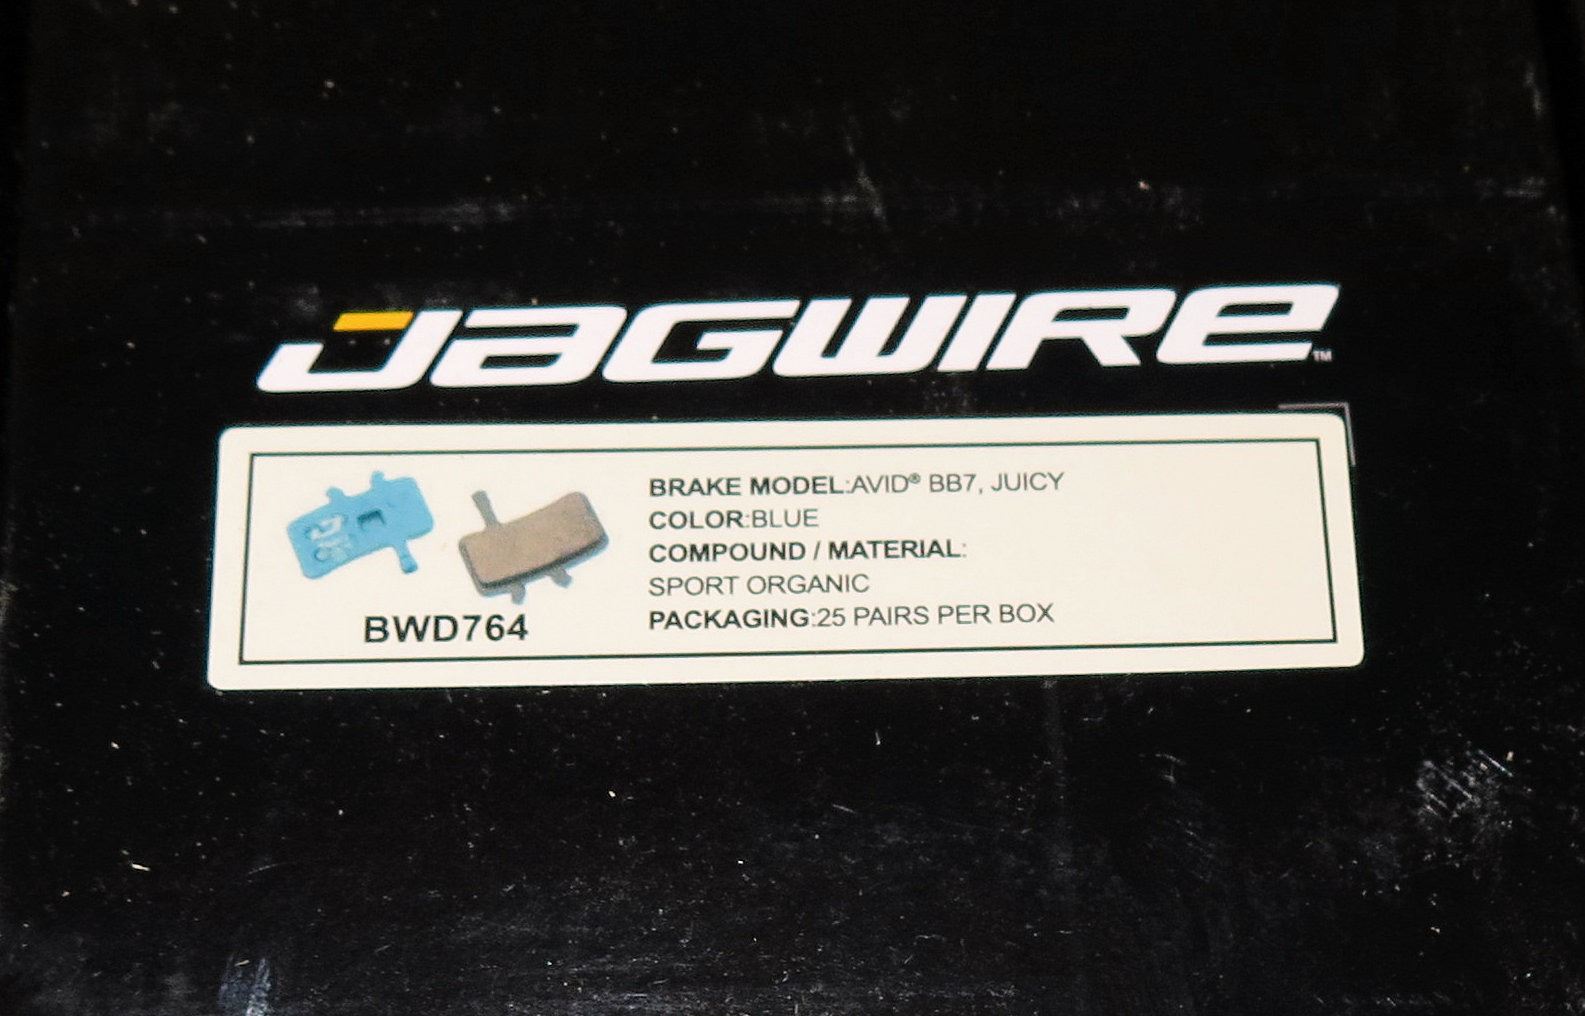 JAGWIRE™
BRAKE MODEL:AVID® BB7, JUICY
COLOR:BLUE
COMPOUND / MATERIAL:
SPORT ORGANIC
PACKAGING:25 PAIRS PER BOX
BWD764